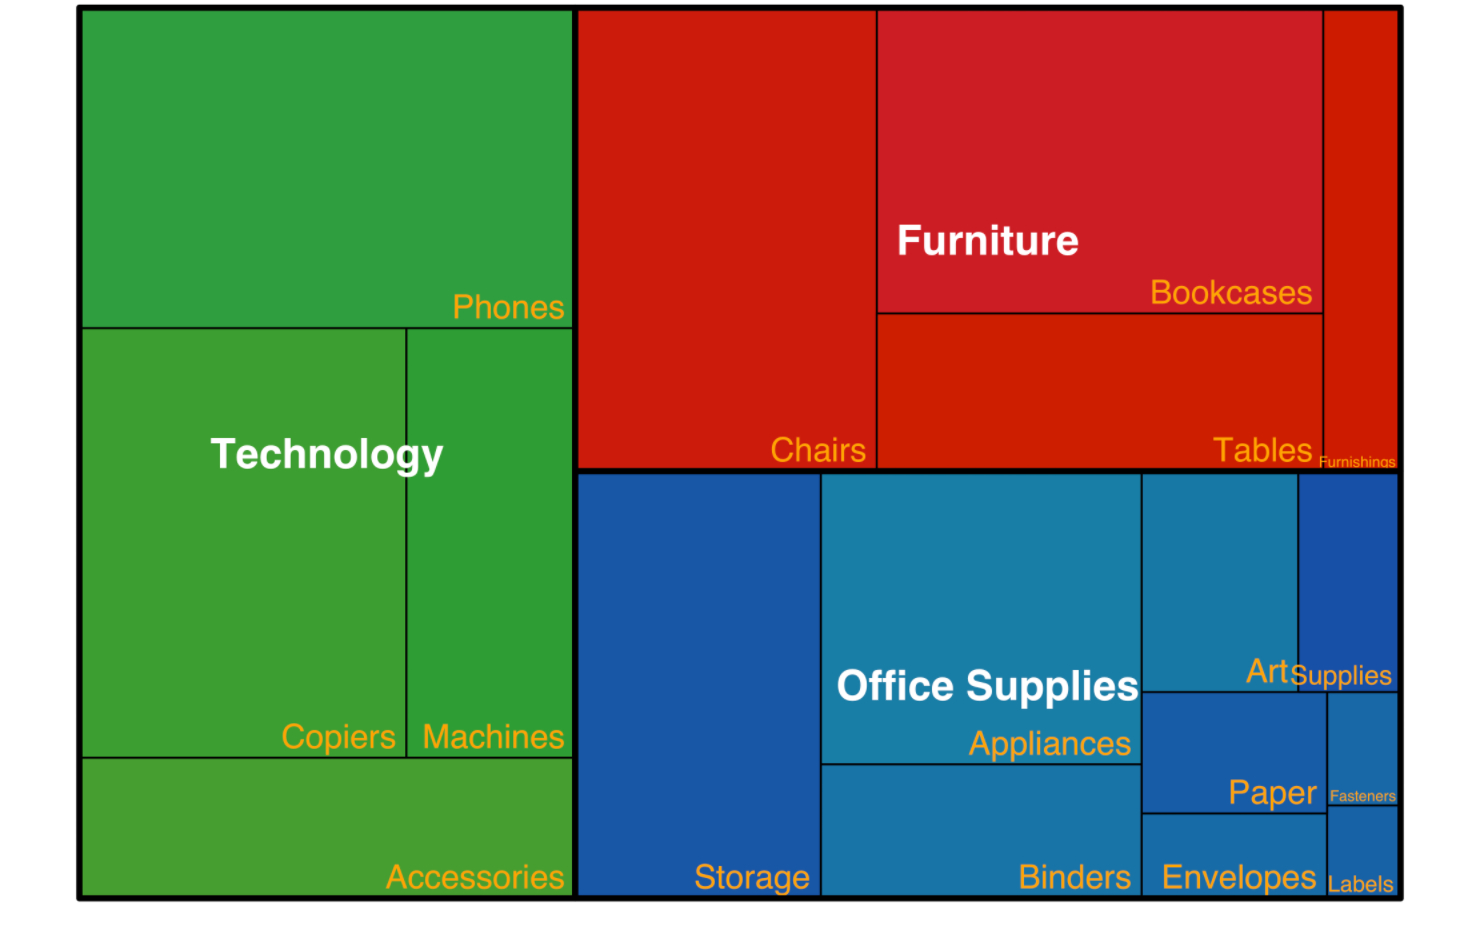 Phones
Technology
Copiers
Machines
Accessories
Furniture
Chairs
Bookcases
Tables
Furnishings
Office Supplies
Storage
Appliances
Binders
Art
Supplies
Paper
Fasteners
Envelopes
Labels